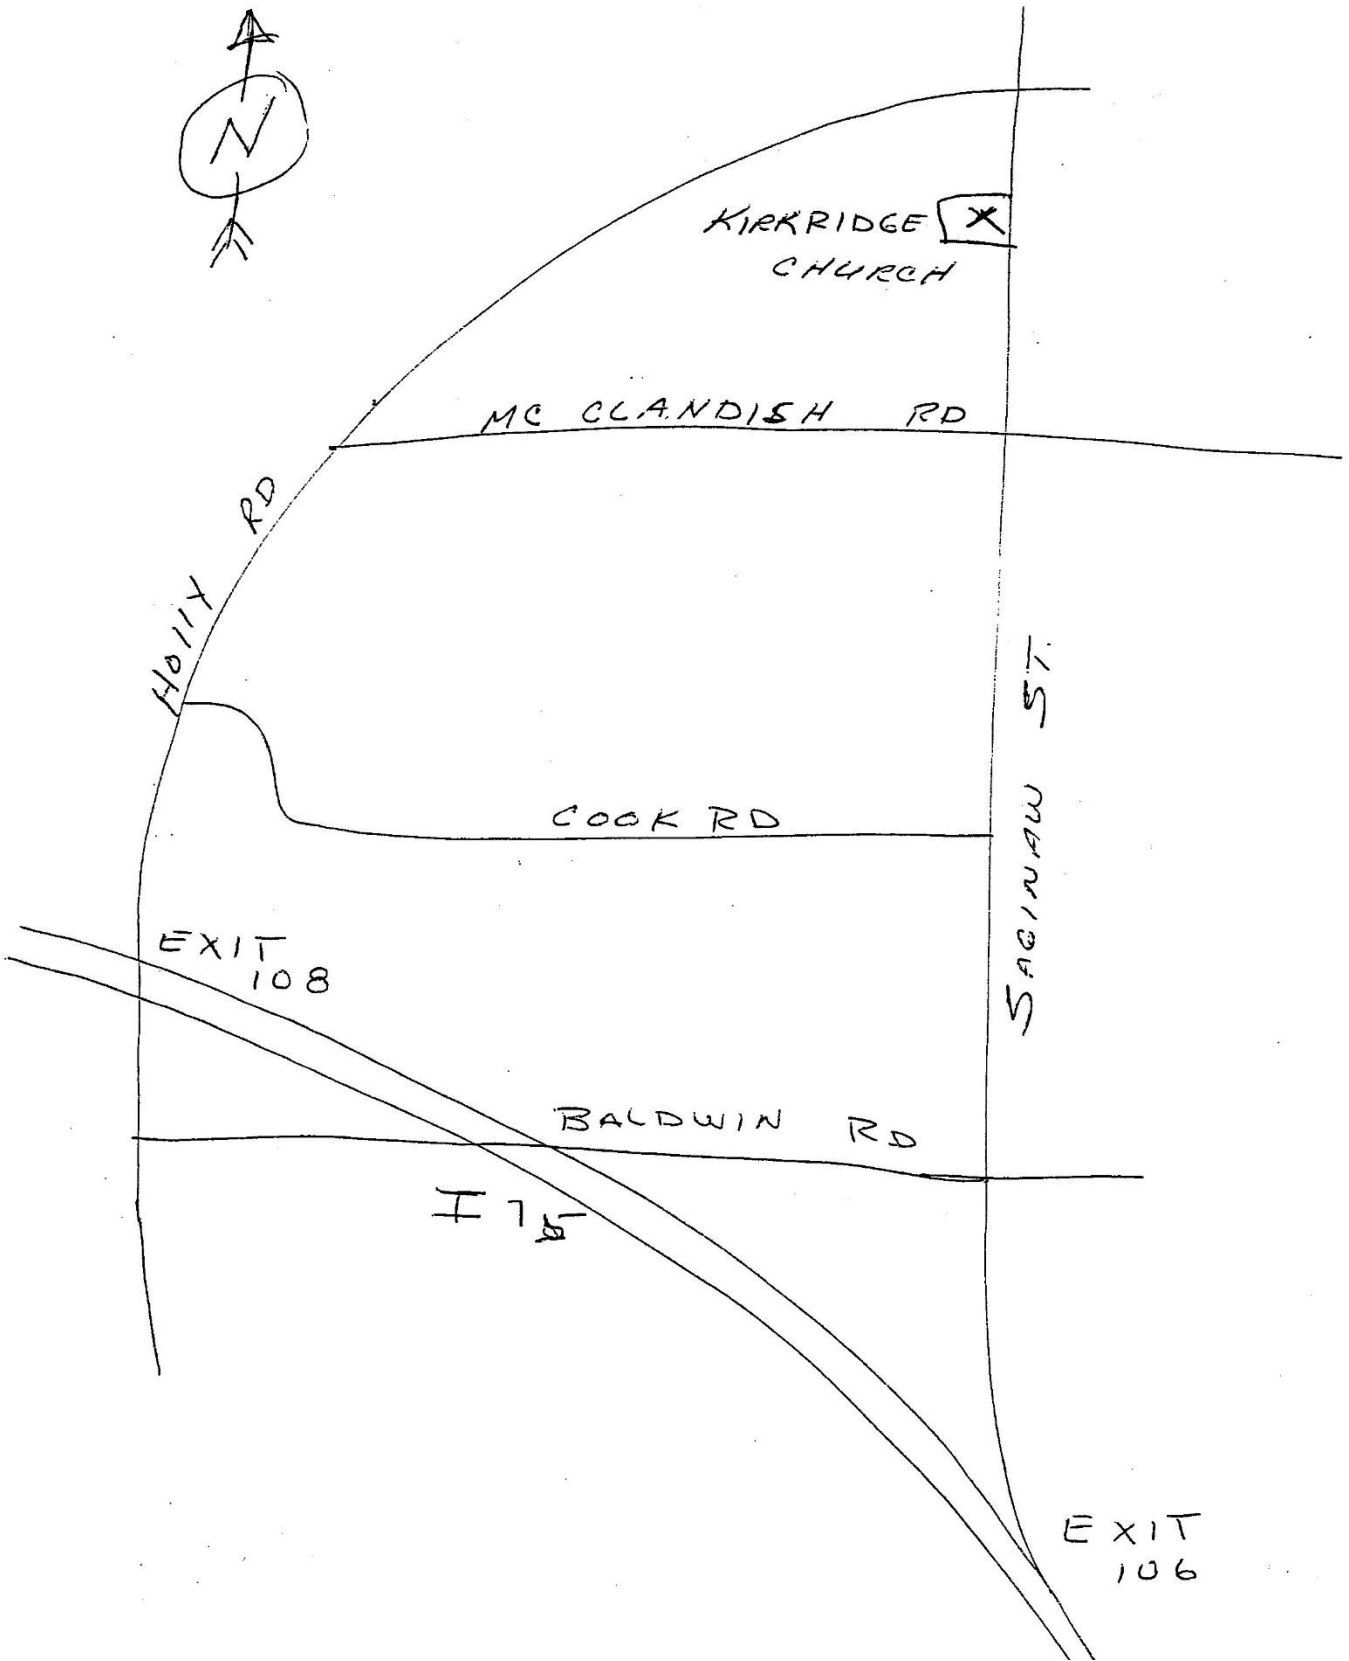 N
KIRKRIDGE X
CHURCH
MC CLANDISH RD
HOLLY RD
COOK RD
SAGINAW ST.
EXIT
108
BALDWIN RD
I 75
EXIT
106